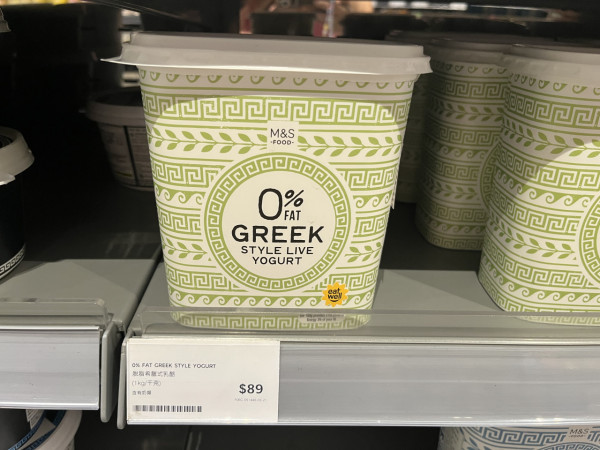 M&S
·FOOD·
0%
FAT
GREEK
STYLE LIVE
YOGURT
eat
well
0% FAT GREEK STYLE YOGURT
脫脂希臘式乳酪
(1kg/千克)
$89
M&S